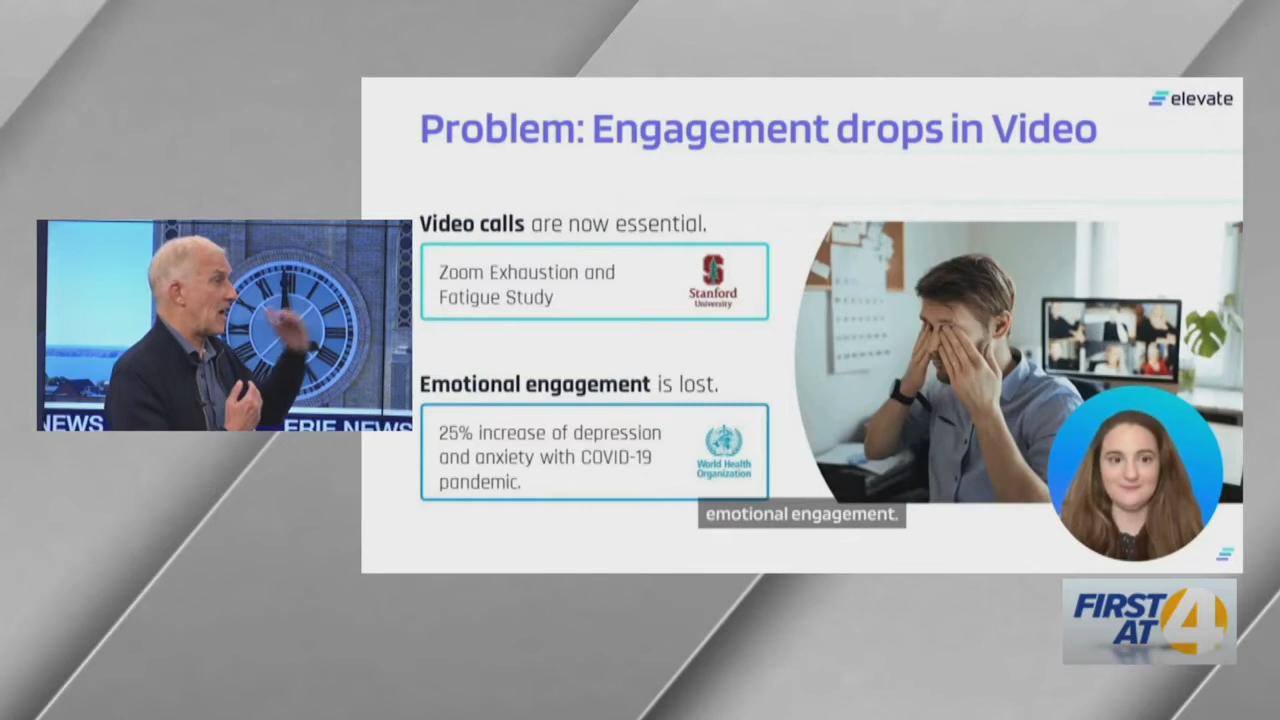 elevate
Problem: Engagement drops in Video
Video calls are now essential.
Zoom Exhaustion and
Fatigue Study
Stanford
University
Emotional engagement is lost.
25% increase of depression
and anxiety with COVID-19
pandemic.
World Health
Organization
emotional engagement.
NEWS
ERIE NEWS
FIRST
AT 4